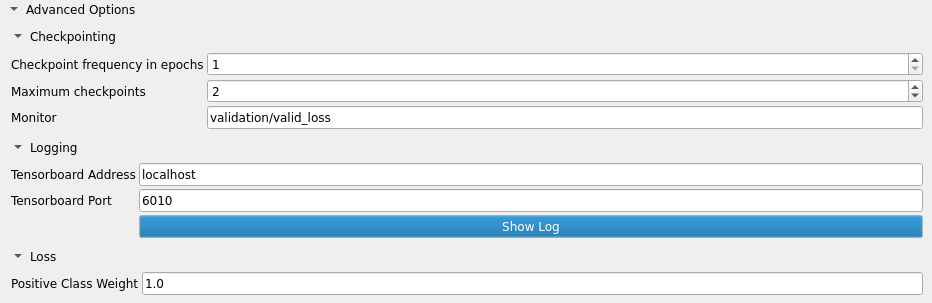 Advanced Options
Checkpointing
Checkpoint frequency in epochs 1
Maximum checkpoints 2
Monitor validation/valid_loss
Logging
Tensorboard Address localhost
Tensorboard Port 6010
Show Log
Loss
Positive Class Weight 1.0